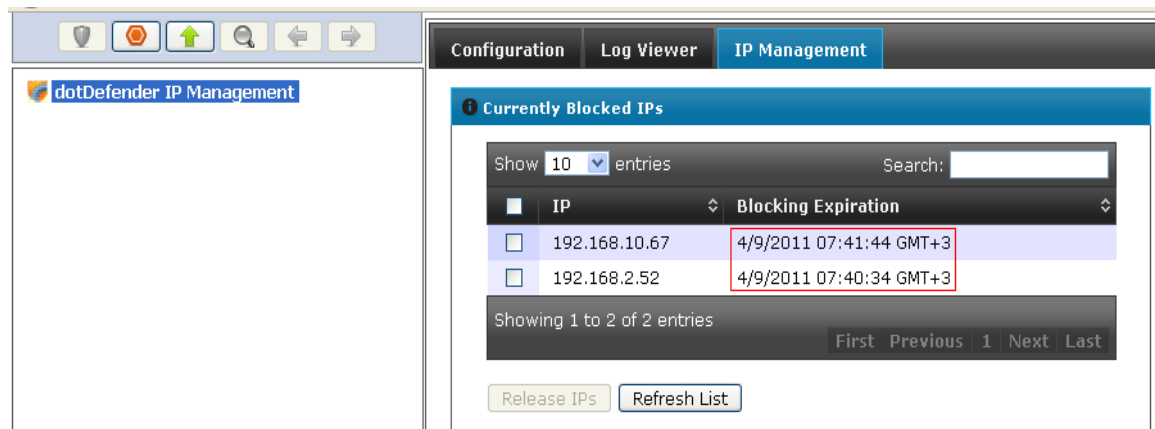 Configuration Log Viewer IP Management
dotDefender IP Management
Currently Blocked IPs
Show 10 entries Search:
IP Blocking Expiration
192.168.10.67 4/9/2011 07:41:44 GMT+3
192.168.2.52 4/9/2011 07:40:34 GMT+3
Showing 1 to 2 of 2 entries
First Previous 1 Next Last
Release IPs Refresh List